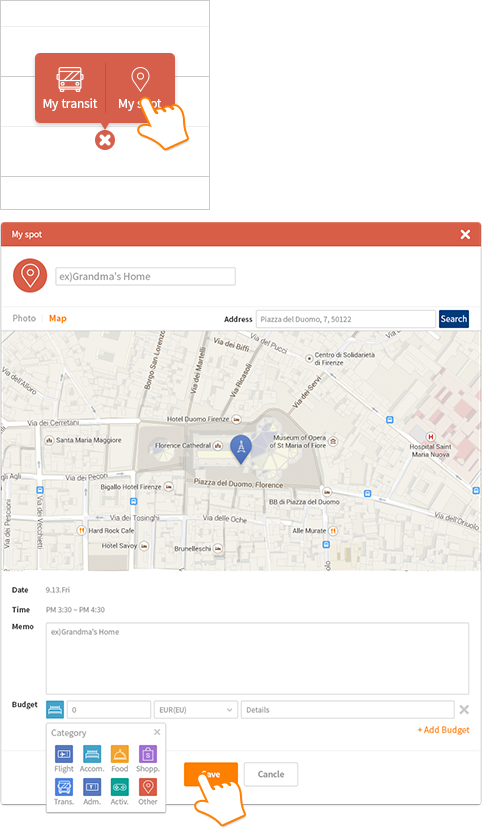 My transit My spot
My spot
ex)Grandma's Home
Photo Map Address Piazza del Duomo, 7, 50122 Search
Via dell'Alloro
Borgo San Lorenzo
Via dei Martelli
Via dei Biffi
Via del Pucci
Via Ricasoli
Via dei Servi
Centro di Solidarietà
di Firenze
Via dei Cerretani
Hotel Duomo Firenze
Santa Maria Maggiore
Florence Cathedral
Museum of Opera
of St Maria of Fiore
Hospital Saint
Maria Nuova
gli Agli
Via dei Pecori
Piazza del Duomo, Florence
Bigallo Hotel Firenze
BB di Piazza del Duomo
Via dei Pescioni
Via dei Vecchietti
Via dei Tosinghi
Via delle Oche
Via dell'Oriuolo
Hard Rock Cafe
Alle Murate
Hotel Savoy
Brunelleschi
Date 9.13.Fri
Time PM 3:30 ~ PM 4:30
Memo ex)Grandma's Home
Budget 0 EUR(EU) Details
+ Add Budget
Category
Flight Accom. Food Shopp.
Trans. Adm. Activ. Other
Save Cancle